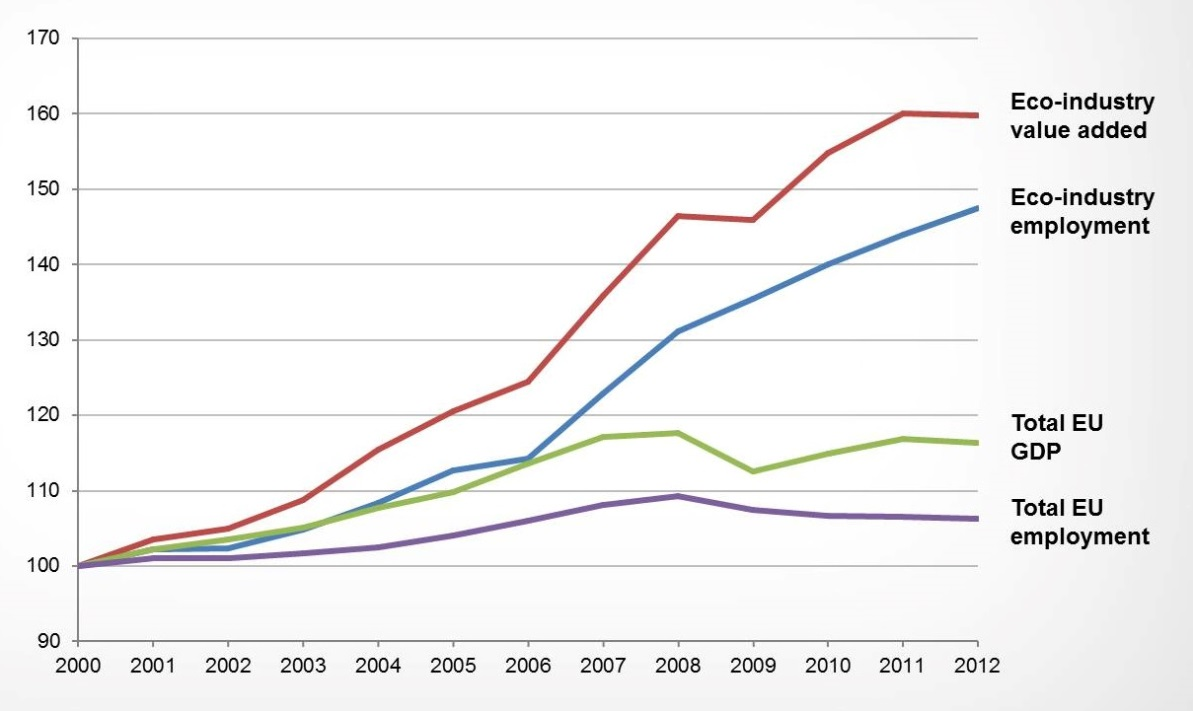 170
160
150
140
130
120
110
100
90
2000 2001 2002 2003 2004 2005 2006 2007 2008 2009 2010 2011 2012
Eco-industry
value added
Eco-industry
employment
Total EU
GDP
Total EU
employment